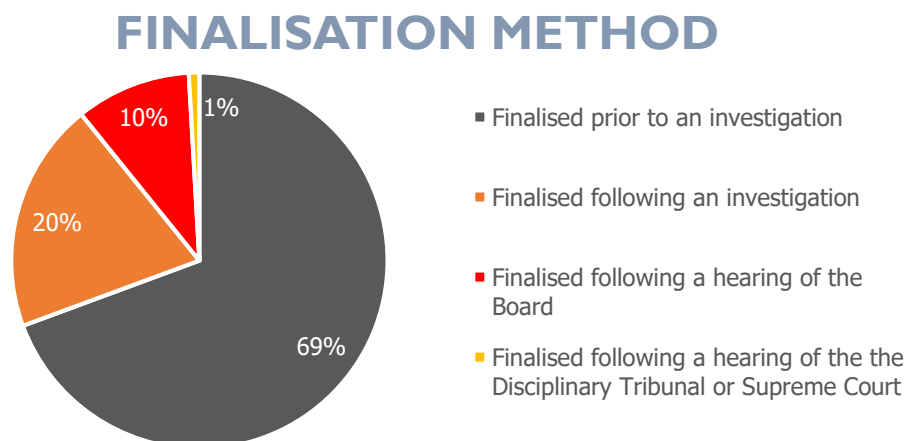 FINALISATION METHOD
1%
10%
20%
69%
Finalised prior to an investigation
Finalised following an investigation
Finalised following a hearing of the
Board
Finalised following a hearing of the the
Disciplinary Tribunal or Supreme Court